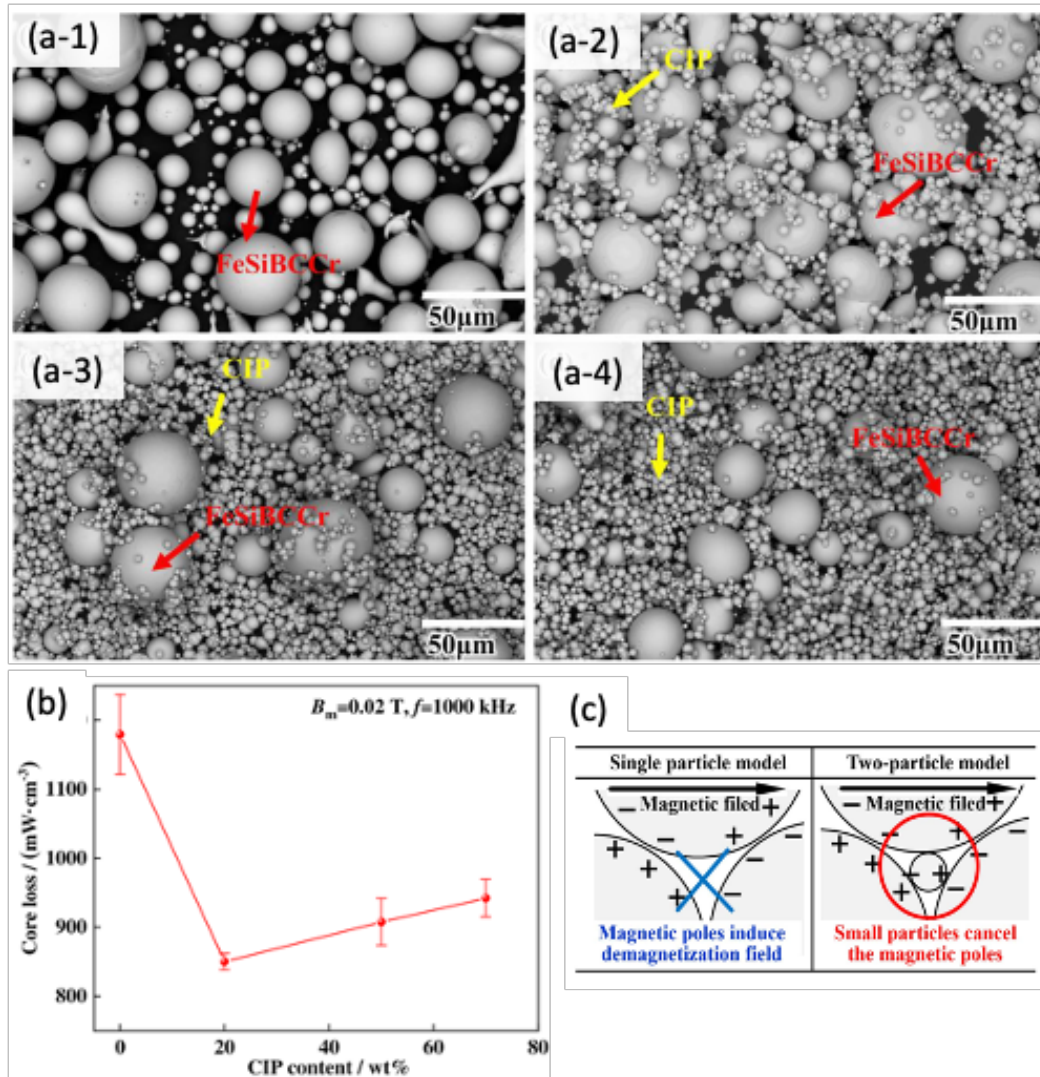 (a-1)
FeSiBCCr
50μm
(a-2)
CIP
FeSiBCCr
50μm
(a-3)
CIP
FeSiBCCr
50μm
(a-4)
CIP
FeSiBCCr
50μm
(b)
Bm=0.02 T, f=1000 kHz
Core loss / (mW·cm⁻³)
1100
1000
900
800
0
20
40
60
80
CIP content / wt%
(c)
Single particle model
Two-particle model
Magnetic filed
Magnetic filed
Magnetic poles induce
demagnetization field
Small particles cancel
the magnetic poles